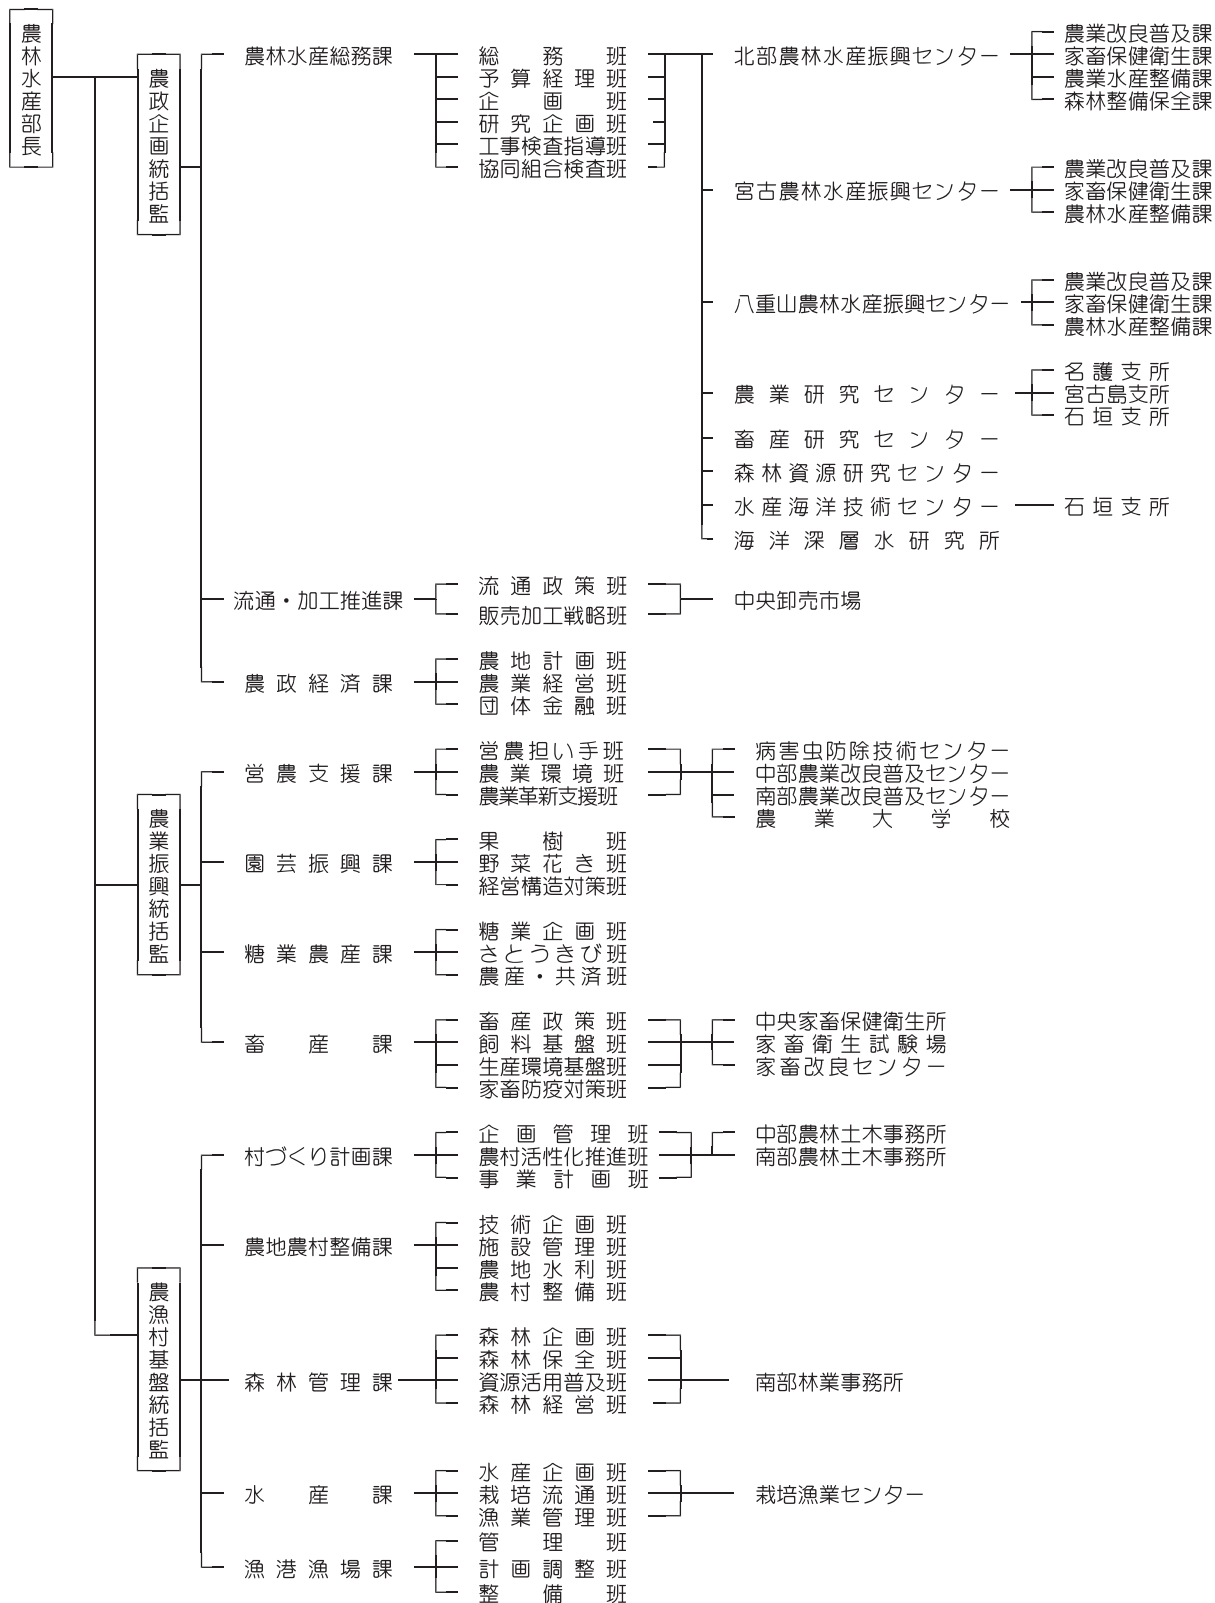 農林水産部長
農政企画統括監
農林水産総務課
総務班
予算経理班
企画班
研究企画班
工事検査指導班
協同組合検査班
北部農林水産振興センター
農業改良普及課
家畜保健衛生課
農業水産整備課
森林整備保全課
宮古農林水産振興センター
農業改良普及課
家畜保健衛生課
農林水産整備課
八重山農林水産振興センター
農業改良普及課
家畜保健衛生課
農林水産整備課
農業研究センター
名護支所
宮古島支所
石垣支所
畜産研究センター
森林資源研究センター
水産海洋技術センター
石垣支所
海洋深層水研究所
流通・加工推進課
流通政策班
販売加工戦略班
中央卸売市場
農政経済課
農地計画班
農業経営班
団体金融班
農業振興統括監
営農支援課
営農担い手班
農業環境班
農業革新支援班
病害虫防除技術センター
中部農業改良普及センター
南部農業改良普及センター
農業大学校
園芸振興課
果樹班
野菜花き班
経営構造対策班
糖業農産課
糖業企画班
さとうきび班
農産・共済班
畜産課
畜産政策班
飼料基盤班
生産環境基盤班
家畜防疫対策班
中央家畜保健衛生所
家畜衛生試験場
家畜改良センター
農漁村基盤統括監
村づくり計画課
企画管理班
農村活性化推進班
事業計画班
中部農林土木事務所
南部農林土木事務所
農地農村整備課
技術企画班
施設管理班
農地水利班
農村整備班
森林管理課
森林企画班
森林保全班
資源活用普及班
森林経営班
南部林業事務所
水産課
水産企画班
栽培流通班
漁業管理班
栽培漁業センター
漁港漁場課
管理班
計画調整班
整備班